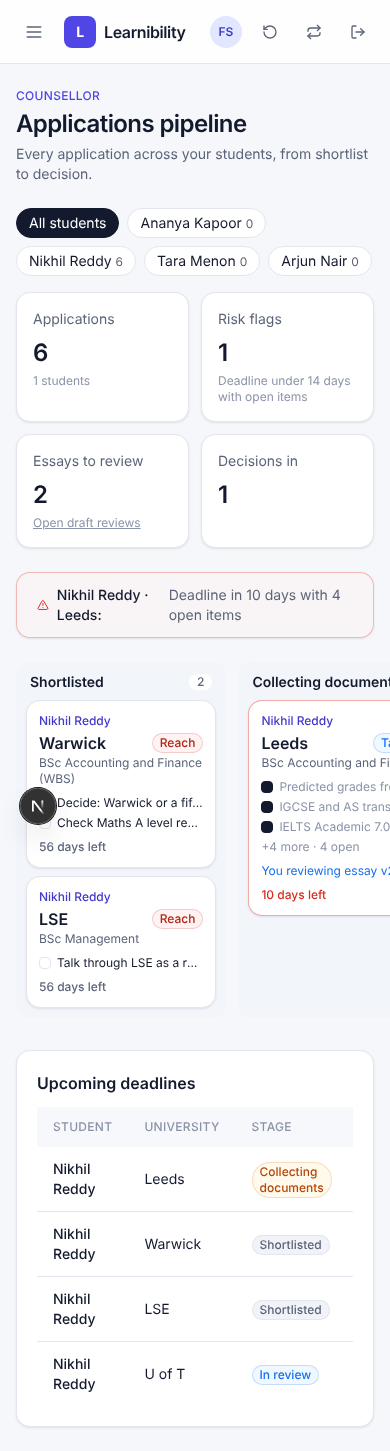 L Learnibility FS
COUNSELLOR
Applications pipeline
Every application across your students, from shortlist
to decision.
All students Ananya Kapoor 0
Nikhil Reddy 6 Tara Menon 0 Arjun Nair 0
Applications
6
1 students
Risk flags
1
Deadline under 14 days
with open items
Essays to review
2
Open draft reviews
Decisions in
1
Nikhil Reddy ·
Leeds:
Deadline in 10 days with 4
open items
Shortlisted 2
Nikhil Reddy
Warwick Reach
BSc Accounting and Finance
(WBS)
Decide: Warwick or a fif...
Check Maths A level re...
56 days left
N
Nikhil Reddy
LSE Reach
BSc Management
Talk through LSE as a r...
56 days left
Collecting document
Nikhil Reddy
Leeds Ta
BSc Accounting and Fi
Predicted grades fr
IGCSE and AS trans
IELTS Academic 7.0
+4 more · 4 open
You reviewing essay v2
10 days left
Upcoming deadlines
STUDENT UNIVERSITY STAGE
Nikhil
Reddy
Leeds
Collecting
documents
Nikhil
Reddy
Warwick
Shortlisted
Nikhil
Reddy
LSE
Shortlisted
Nikhil
Reddy
U of T
In review